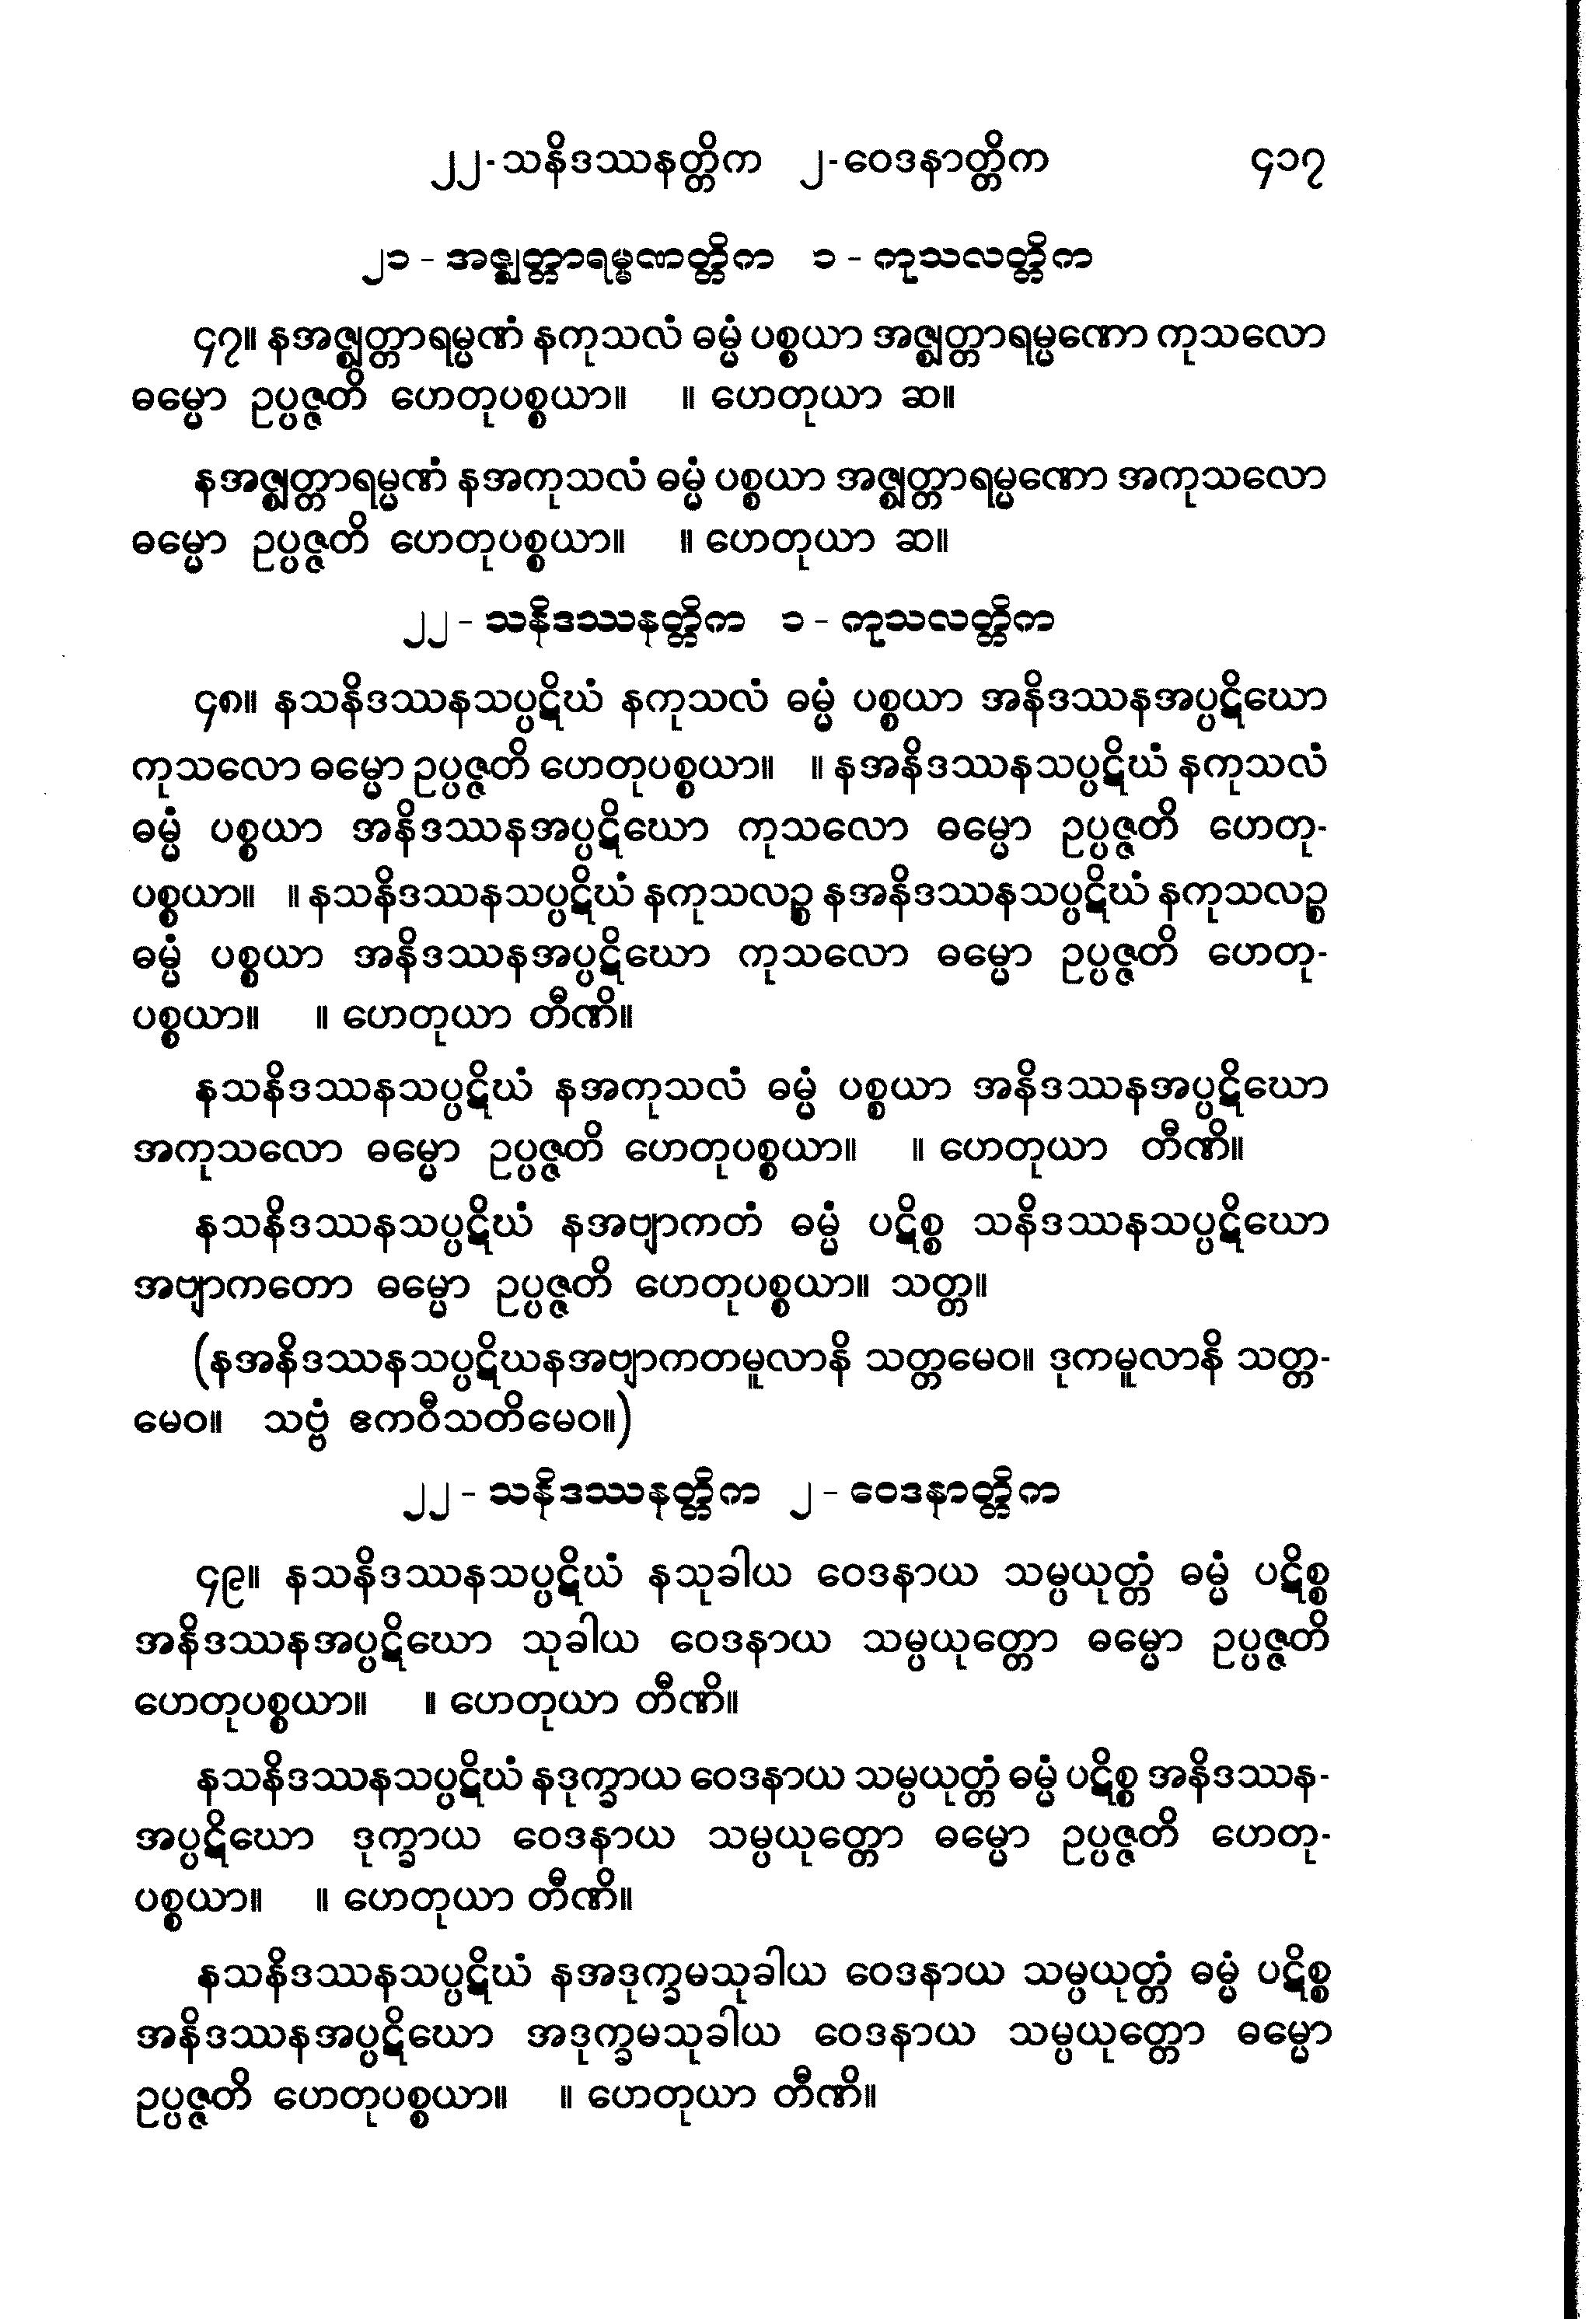 ၂၂-သနိဒဿနတ္တိက ၂-ဝေဒနာတ္တိက ၄၁၇
၂၁ - အဇ္ဈတ္တာရမ္မဏတ္တိက ၁ - ကုသလတ္တိက
၄၇။ နအဇ္ဈတ္တာရမ္မဏံ နကုသလံ ဓမ္မံ ပစ္စယာ အဇ္ဈတ္တာရမ္မဏော ကုသလော
ဓမ္မော ဥပ္ပဇ္ဇတိ ဟေတုပစ္စယာ။ ။ ဟေတုယာ ဆ။
နအဇ္ဈတ္တာရမ္မဏံ နအကုသလံ ဓမ္မံ ပစ္စယာ အဇ္ဈတ္တာရမ္မဏော အကုသလော
ဓမ္မော ဥပ္ပဇ္ဇတိ ဟေတုပစ္စယာ။ ။ ဟေတုယာ ဆ။
၂၂ - သနိဒဿနတ္တိက ၁ - ကုသလတ္တိက
၄၈။ နသနိဒဿနသပ္ပဋိဃံ နကုသလံ ဓမ္မံ ပစ္စယာ အနိဒဿနအပ္ပဋိဃော
ကုသလော ဓမ္မော ဥပ္ပဇ္ဇတိ ဟေတုပစ္စယာ။ ။ နအနိဒဿနသပ္ပဋိဃံ နကုသလံ
ဓမ္မံ ပစ္စယာ အနိဒဿနအပ္ပဋိဃော ကုသလော ဓမ္မော ဥပ္ပဇ္ဇတိ ဟေတု-
ပစ္စယာ။ ။ နသနိဒဿနသပ္ပဋိဃံ နကုသလဉ္စ နအနိဒဿနသပ္ပဋိဃံ နကုသလဉ္စ
ဓမ္မံ ပစ္စယာ အနိဒဿနအပ္ပဋိဃော ကုသလော ဓမ္မော ဥပ္ပဇ္ဇတိ ဟေတု-
ပစ္စယာ။ ။ ဟေတုယာ တီဏိ။
နသနိဒဿနသပ္ပဋိဃံ နအကုသလံ ဓမ္မံ ပစ္စယာ အနိဒဿနအပ္ပဋိဃော
အကုသလော ဓမ္မော ဥပ္ပဇ္ဇတိ ဟေတုပစ္စယာ။ ။ ဟေတုယာ တီဏိ။
နသနိဒဿနသပ္ပဋိဃံ နအဗျာကတံ ဓမ္မံ ပဋိစ္စ သနိဒဿနသပ္ပဋိဃော
အဗျာကတော ဓမ္မော ဥပ္ပဇ္ဇတိ ဟေတုပစ္စယာ။ သတ္တ။
(နအနိဒဿနသပ္ပဋိဃနအဗျာကတမူလာနိ သတ္တမေဝ။ ဒုကမူလာနိ သတ္တ-
မေဝ။ သဗ္ဗံ ဧကဝီသတိမေဝ။)
၂၂ - သနိဒဿနတ္တိက ၂ - ဝေဒနာတ္တိက
၄၉။ နသနိဒဿနသပ္ပဋိဃံ နသုခါယ ဝေဒနာယ သမ္ပယုတ္တံ ဓမ္မံ ပဋိစ္စ
အနိဒဿနအပ္ပဋိဃော သုခါယ ဝေဒနာယ သမ္ပယုတ္တော ဓမ္မော ဥပ္ပဇ္ဇတိ
ဟေတုပစ္စယာ။ ။ ဟေတုယာ တီဏိ။
နသနိဒဿနသပ္ပဋိဃံ နဒုက္ခာယ ဝေဒနာယ သမ္ပယုတ္တံ ဓမ္မံ ပဋိစ္စ အနိဒဿန-
အပ္ပဋိဃော ဒုက္ခာယ ဝေဒနာယ သမ္ပယုတ္တော ဓမ္မော ဥပ္ပဇ္ဇတိ ဟေတု-
ပစ္စယာ။ ။ ဟေတုယာ တီဏိ။
နသနိဒဿနသပ္ပဋိဃံ နအဒုက္ခမသုခါယ ဝေဒနာယ သမ္ပယုတ္တံ ဓမ္မံ ပဋိစ္စ
အနိဒဿနအပ္ပဋိဃော အဒုက္ခမသုခါယ ဝေဒနာယ သမ္ပယုတ္တော ဓမ္မော
ဥပ္ပဇ္ဇတိ ဟေတုပစ္စယာ။ ။ ဟေတုယာ တီဏိ။